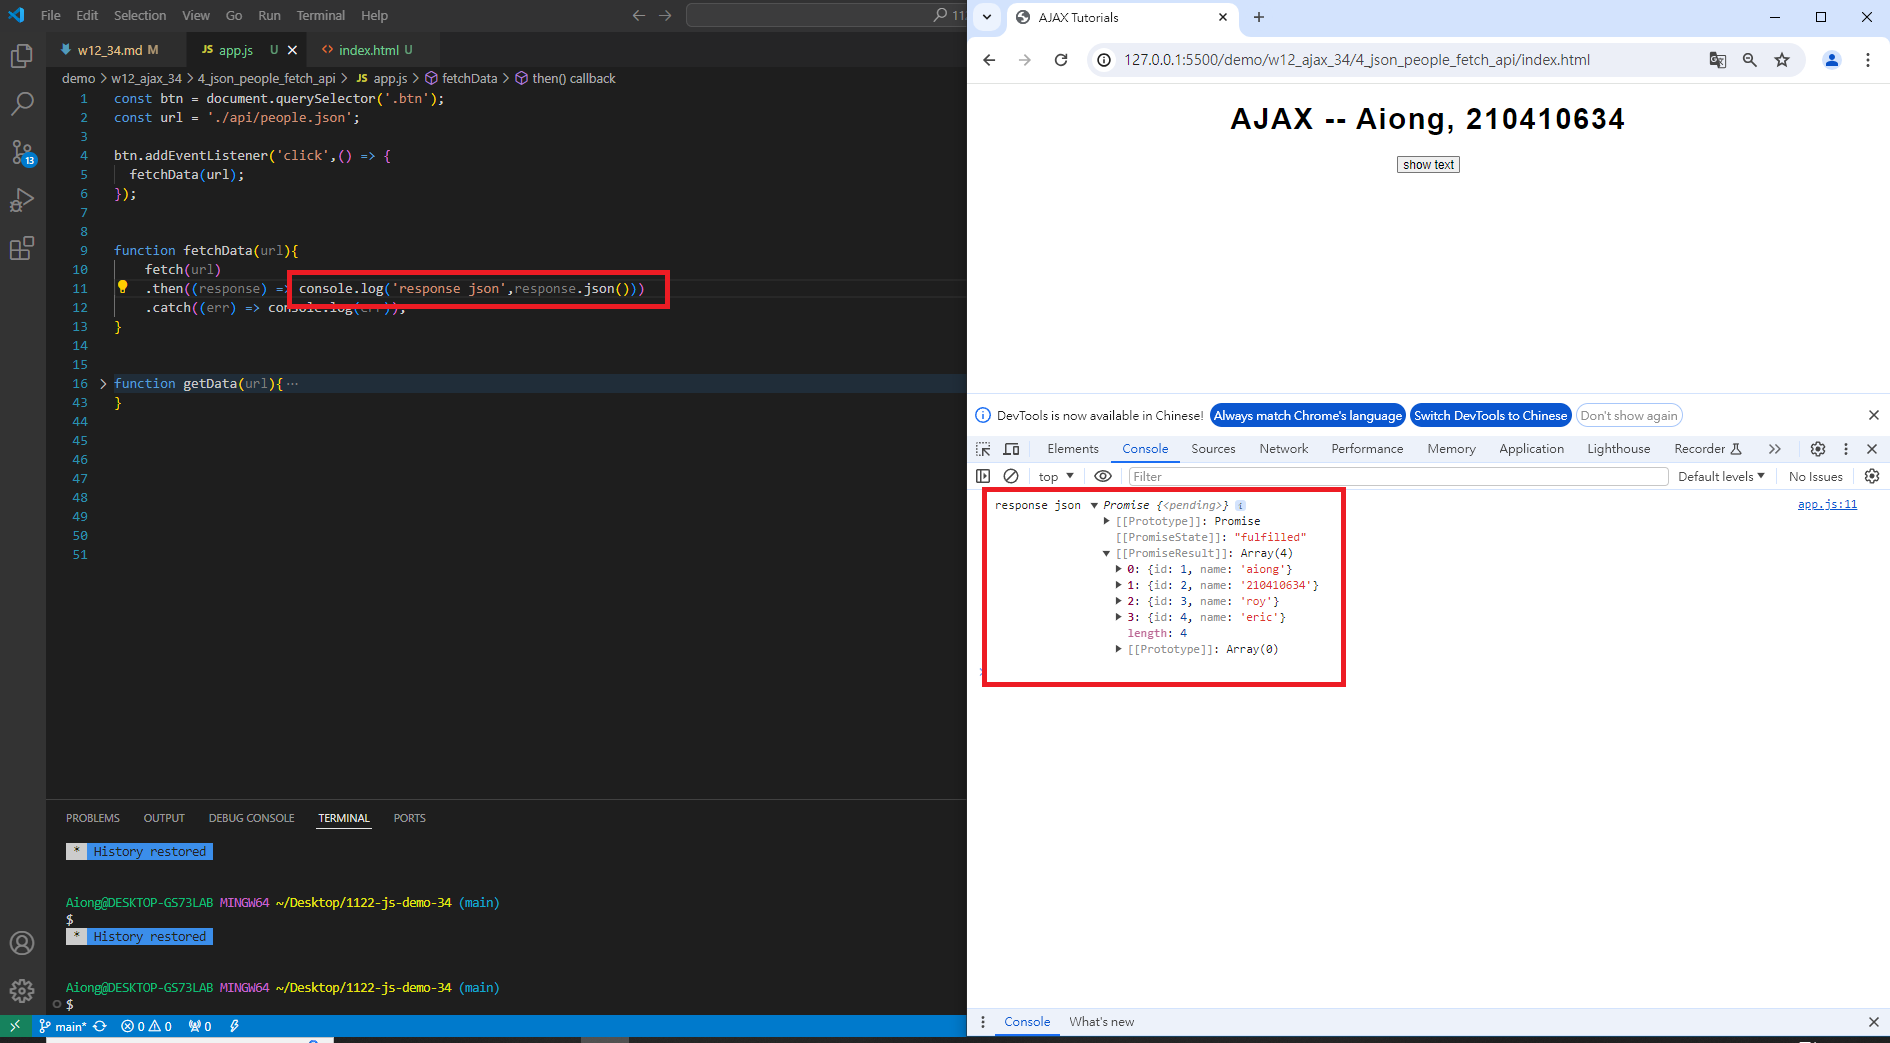 File Edit Selection View Go Run Terminal Help
w12_34.md M
JS app.js U
<> index.html U
demo > w12_ajax_34 > 4_json_people_fetch_api > JS app.js > fetchData > then() callback
1 const btn = document.querySelector('.btn');
2 const url = './api/people.json';
3
4 btn.addEventListener('click',() => {
5 fetchData(url);
6 });
7
8
9 function fetchData(url){
10 fetch(url)
11 .then((response) => console.log('response json',response.json()))
12 .catch((err) => console.log(err));
13 }
14
15
16 function getData(url){ ···
43 }
44
45
46
47
48
49
50
51
PROBLEMS OUTPUT DEBUG CONSOLE TERMINAL PORTS
* History restored
Aiong@DESKTOP-GS73LAB MINGW64 ~/Desktop/1122-js-demo-34 (main)
$
* History restored
Aiong@DESKTOP-GS73LAB MINGW64 ~/Desktop/1122-js-demo-34 (main)
$
main* 0 0 0
AJAX Tutorials
127.0.0.1:5500/demo/w12_ajax_34/4_json_people_fetch_api/index.html
AJAX -- Aiong, 210410634
show text
DevTools is now available in Chinese! Always match Chrome's language Switch DevTools to Chinese Don't show again
Elements Console Sources Network Performance Memory Application Lighthouse Recorder
top Filter Default levels No Issues
response json Promise {<pending>} i app.js:11
[[Prototype]]: Promise
[[PromiseState]]: "fulfilled"
[[PromiseResult]]: Array(4)
0: {id: 1, name: 'aiong'}
1: {id: 2, name: '210410634'}
2: {id: 3, name: 'roy'}
3: {id: 4, name: 'eric'}
length: 4
[[Prototype]]: Array(0)
Console What's new